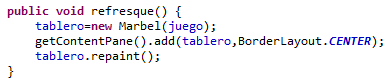 public void refresque() {
    tablero=new Marbel(juego);
    getContentPane().add(tablero,BorderLayout.CENTER);
    tablero.repaint();
}